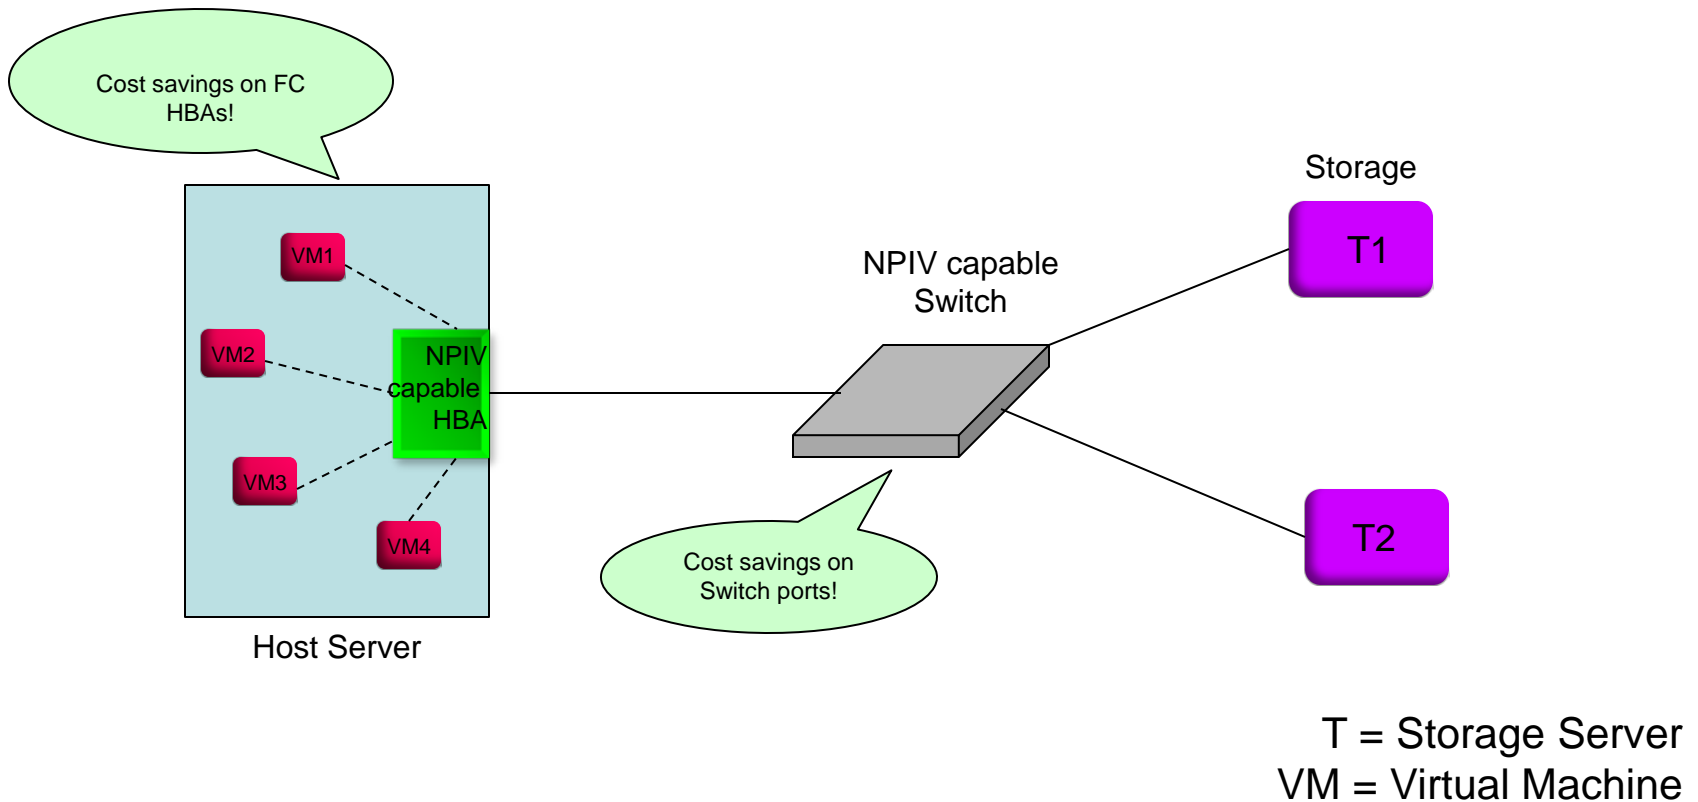 Cost savings on FC
HBAs!
Storage
T1
VM1
NPIV capable
Switch
VM2
NPIV
capable
HBA
VM3
VM4
T2
Cost savings on
Switch ports!
Host Server
T = Storage Server
VM = Virtual Machine